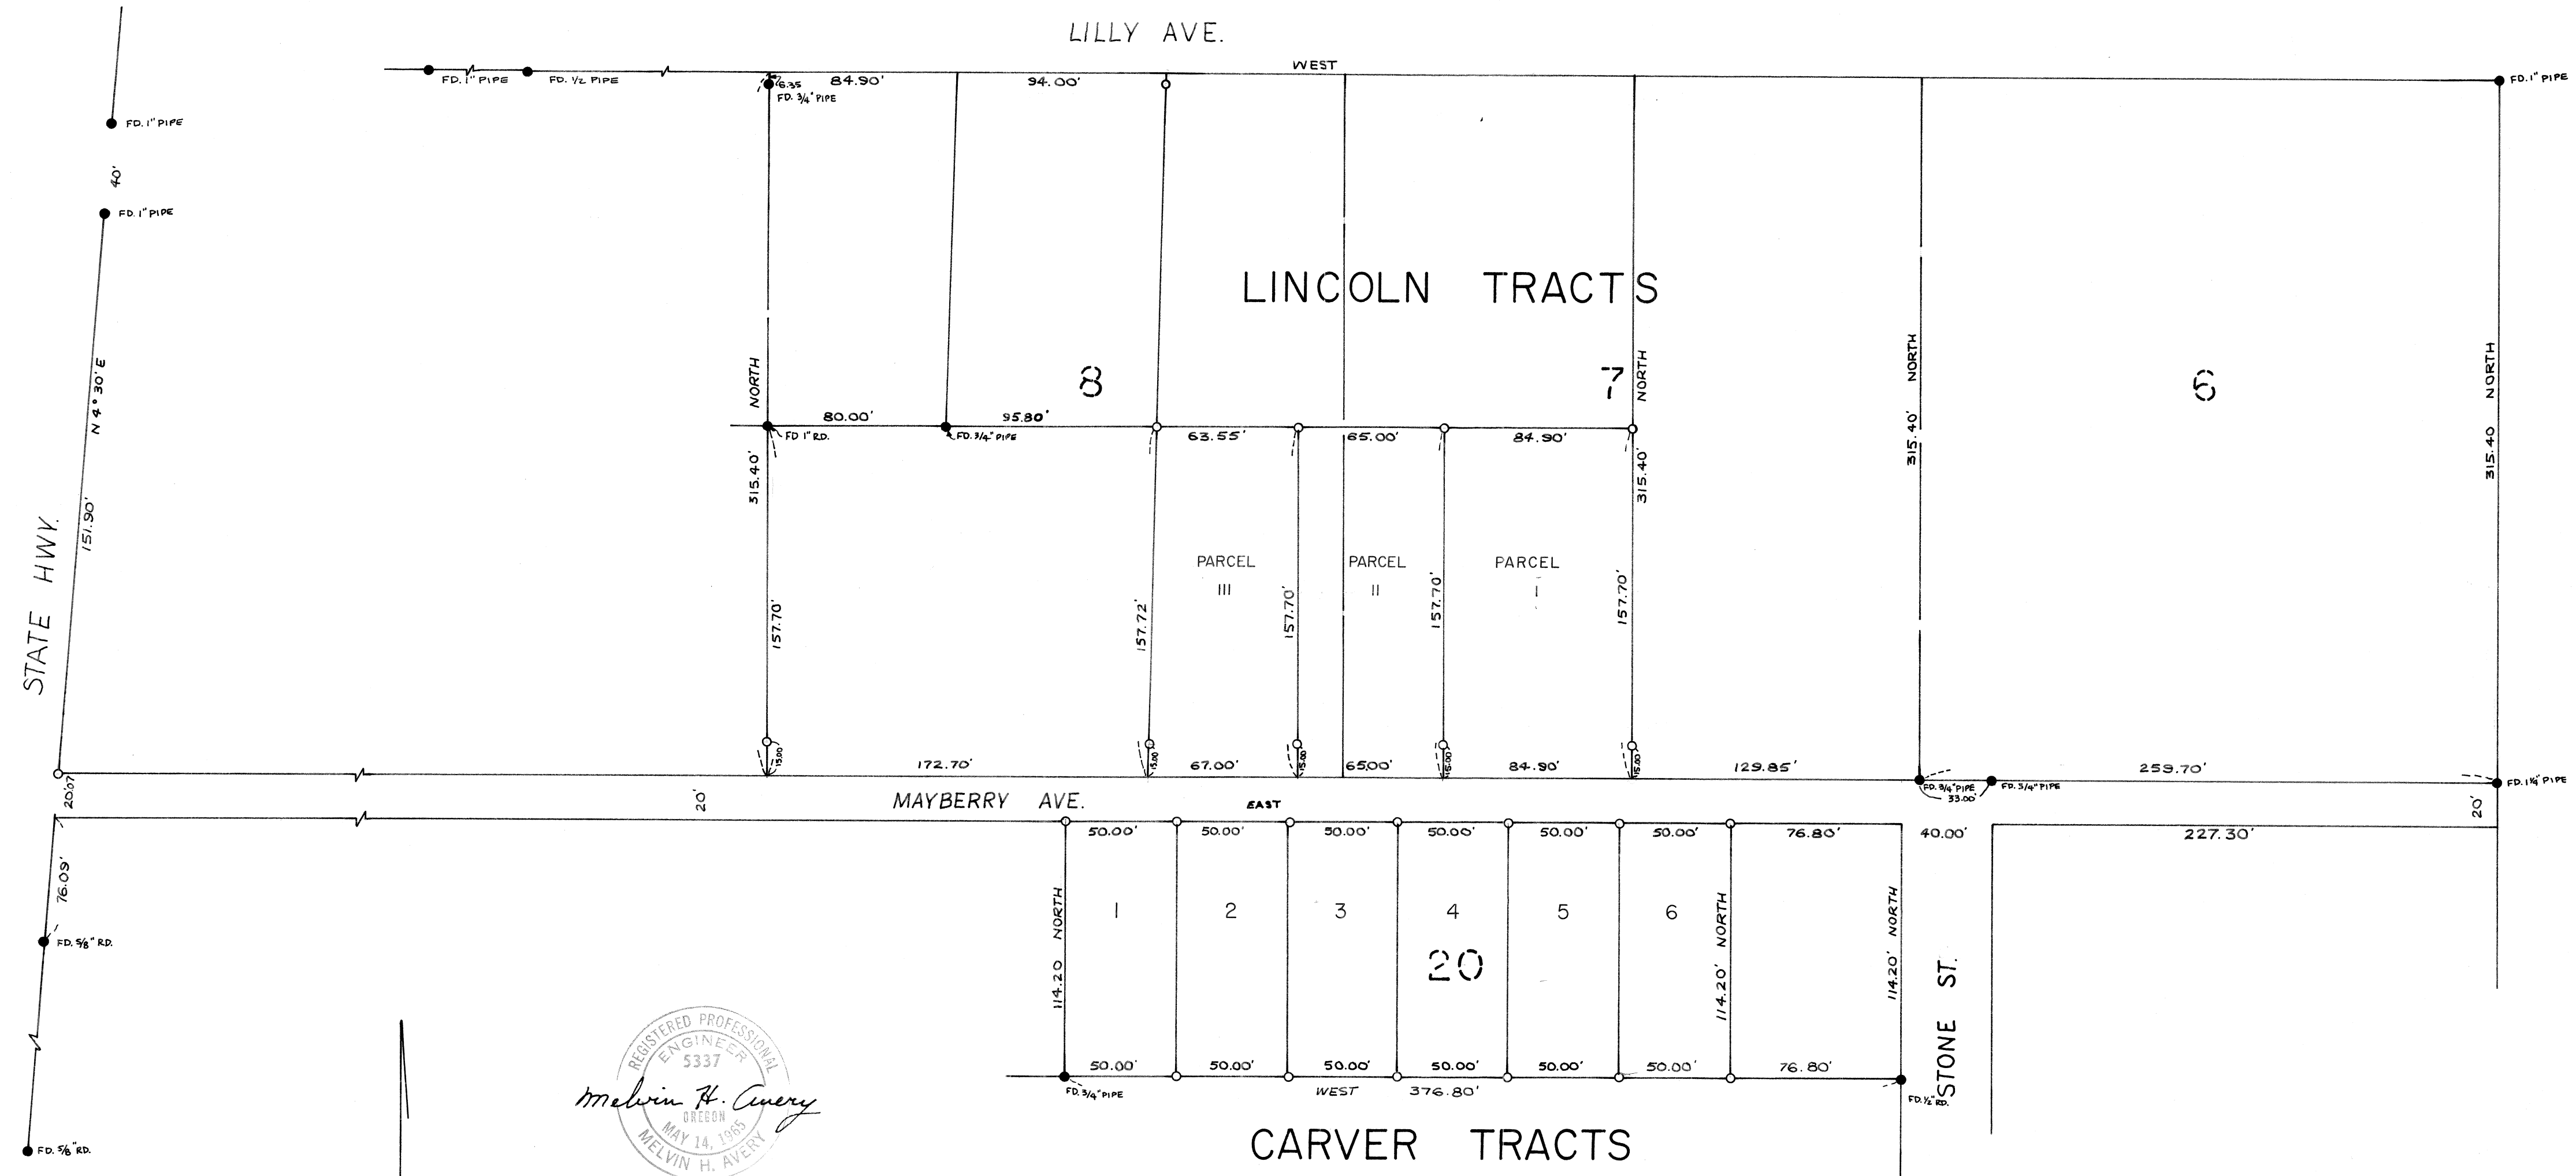 LILLY AVE.
WEST
FD. 1" PIPE
FD. 1/2 PIPE
6.35
84.90'
94.00'
FD. 3/4" PIPE
FD. 1" PIPE
FD. 1" PIPE
40'
FD. 1" PIPE
LINCOLN TRACTS
N 4° 30' E
151.90'
STATE HWY.
NORTH
315.40'
8
7
NORTH
315.40'
315.40' NORTH
6
315.40 NORTH
80.00'
95.80'
FD 1" RD.
FD. 3/4" PIPE
63.55'
65.00'
84.90'
PARCEL
III
PARCEL
II
PARCEL
I
157.70'
157.72'
157.70'
157.70'
157.70'
15.00'
15.00'
15.00'
15.00'
15.00'
172.70'
67.00'
65.00'
84.90'
129.85'
259.70'
FD. 3/4" PIPE
33.00'
FD. 3/4" PIPE
FD. 1 1/4" PIPE
20.07
20'
MAYBERRY AVE.
EAST
20'
50.00'
50.00'
50.00'
50.00'
50.00'
50.00'
76.80'
40.00'
227.30'
76.09'
FD. 5/8" RD.
114.20 NORTH
1
2
3
4
5
6
114.20' NORTH
114.20' NORTH
20
STONE ST.
50.00'
50.00'
50.00'
50.00'
50.00'
50.00'
76.80'
FD. 3/4" PIPE
WEST 376.80'
FD. 1/2" RD.
FD. 5/8" RD.
CARVER TRACTS
REGISTERED PROFESSIONAL
ENGINEER
5337
Melvin H. Avery
OREGON
MAY 14, 1965
MELVIN H. AVERY